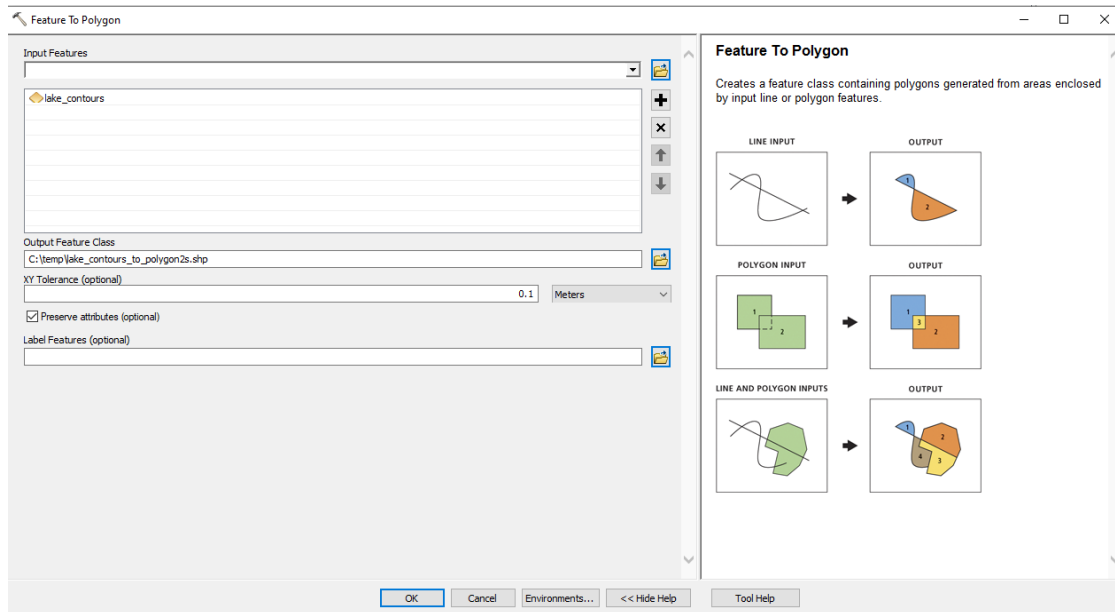 Feature To Polygon
Input Features
lake_contours
Output Feature Class
C:\temp\lake_contours_to_polygon2s.shp
XY Tolerance (optional)
0.1 Meters
Preserve attributes (optional)
Label Features (optional)
OK Cancel Environments... << Hide Help Tool Help
Feature To Polygon
Creates a feature class containing polygons generated from areas enclosed
by input line or polygon features.
LINE INPUT OUTPUT
1
2
POLYGON INPUT OUTPUT
1 1
3
2 2
LINE AND POLYGON INPUTS OUTPUT
1 2
4 3